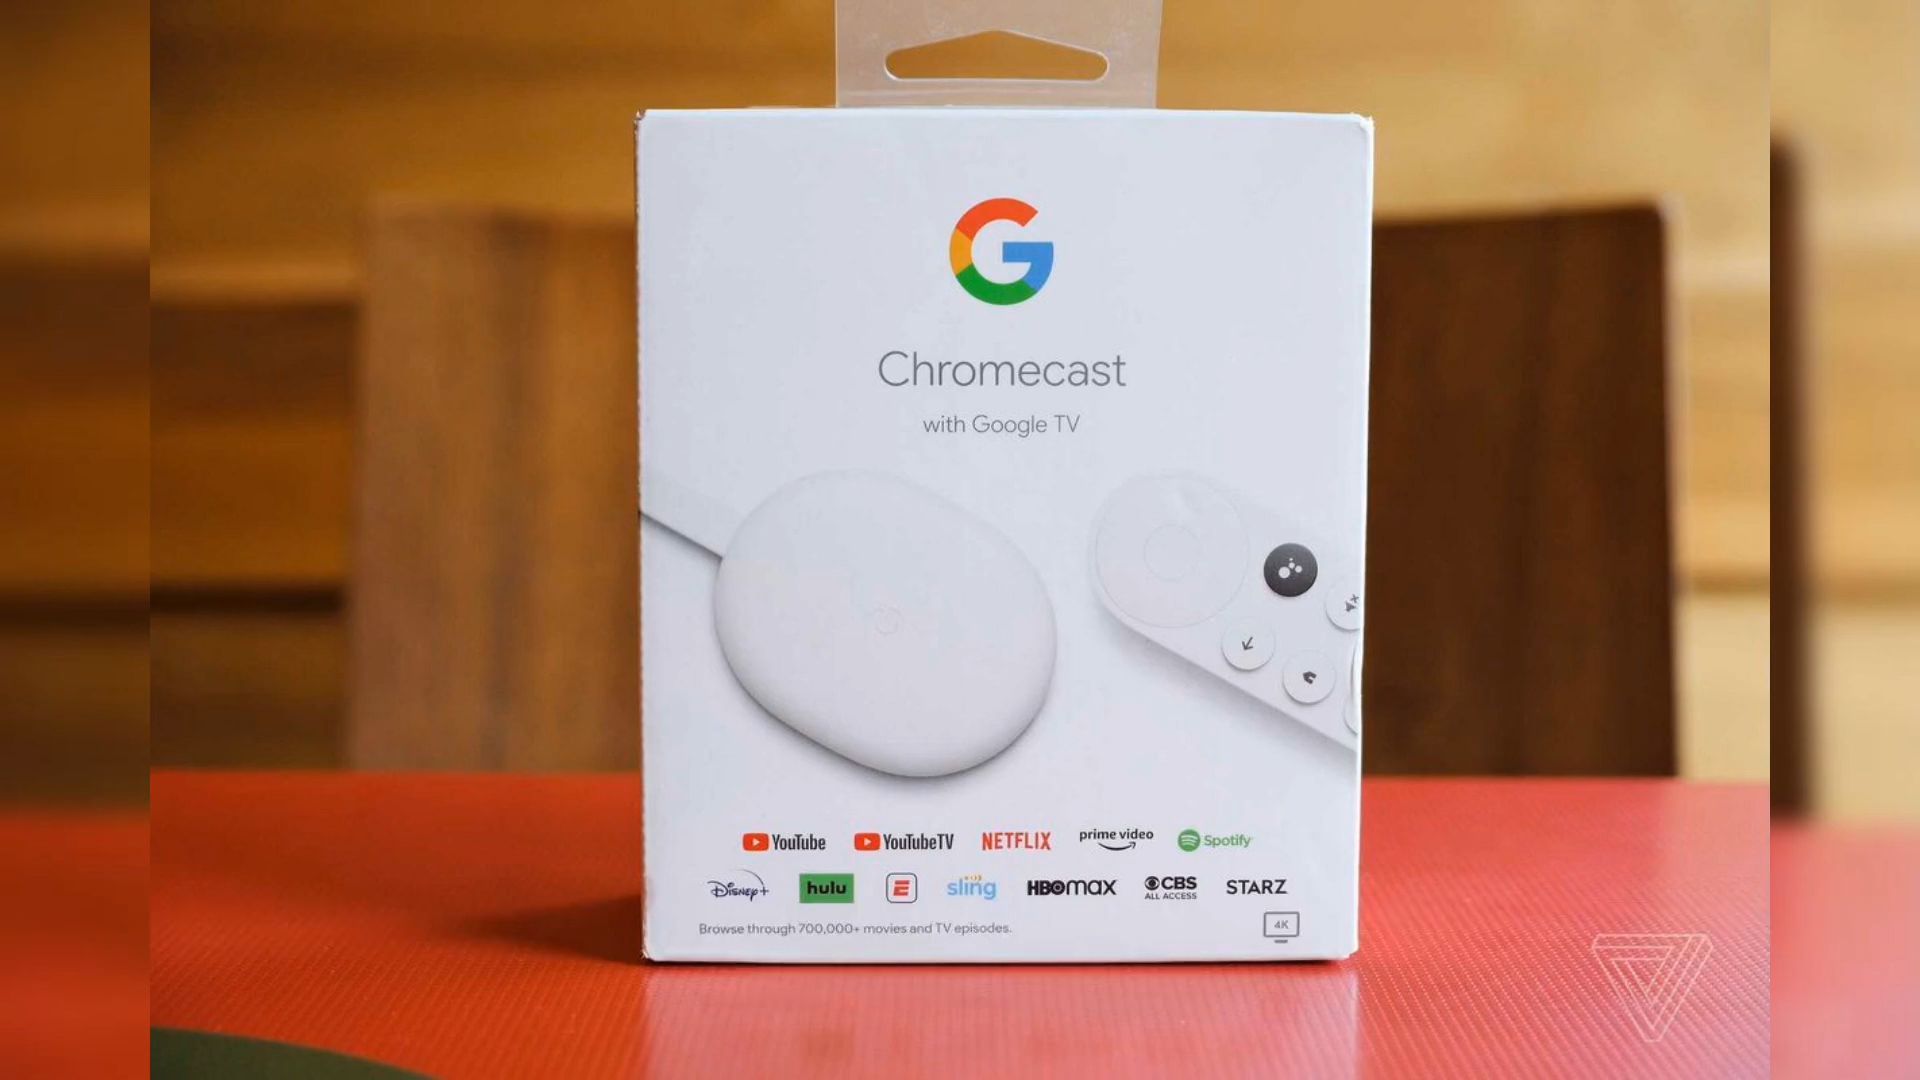 G
Chromecast
with Google TV
YouTube YouTubeTV NETFLIX prime video Spotify
Disney+ hulu E sling HBOMAX CBS ALL ACCESS STARZ
Browse through 700,000+ movies and TV episodes.
4K